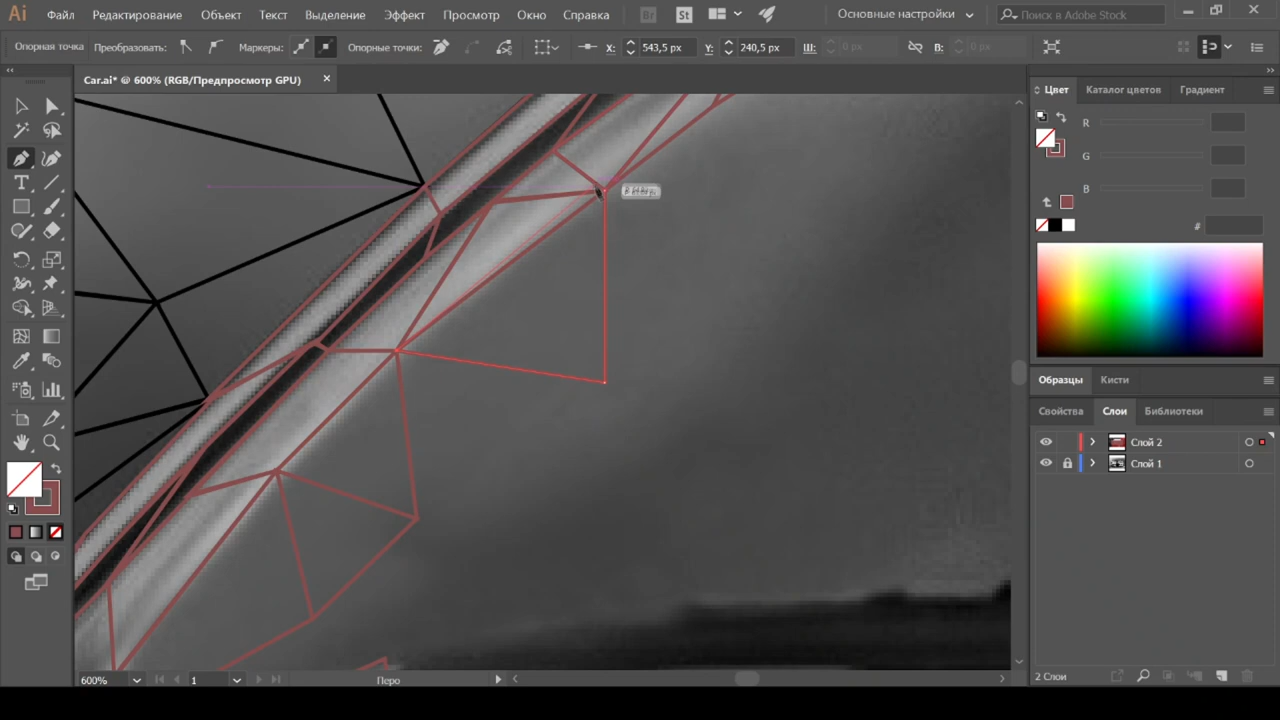 Ai Файл Редактирование Объект Текст Выделение Эффект Просмотр Окно Справка Br St Основные настройки Поиск в Adobe Stock
Опорная точка Преобразовать: Маркеры: Опорные точки: X: 543,5 px Y: 240,5 px Ш: 0 px В: 0 px
Car.ai* @ 600% (RGB/Предпросмотр GPU)
Цвет Каталог цветов Градиент
R
G
B
#
Образцы Кисти
Свойства Слои Библиотеки
Слой 2
Слой 1
2 Слои
600% 1 Перо